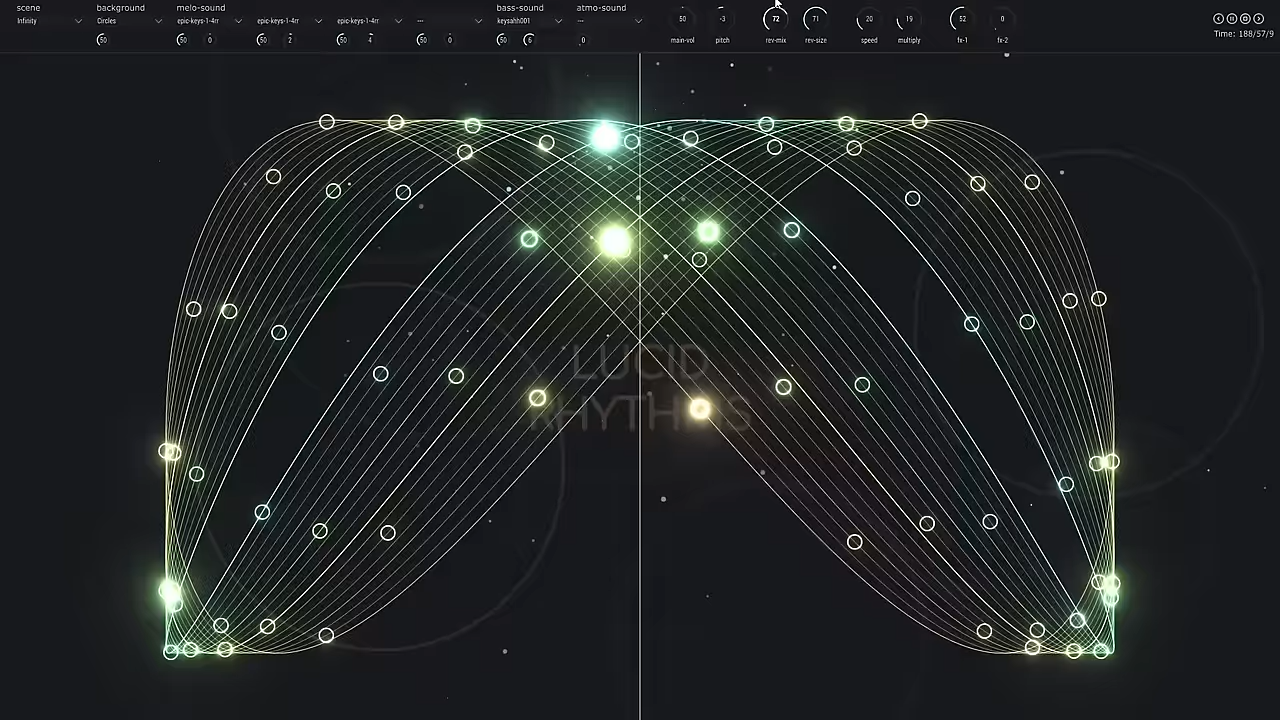 scene
background
melo-sound
bass-sound
atmo-sound
Infinity
Circles
epic-keys-1-4rr
epic-keys-1-4rr
epic-keys-1-4rr
---
keysahh001
---
50
50
0
50
2
50
4
50
0
50
6
0
50
-3
72
71
20
19
52
0
main-vol
pitch
rev-mix
rev-size
speed
multiply
fx-1
fx-2
Time: 188/57/9
LUCID
RHYTHMS